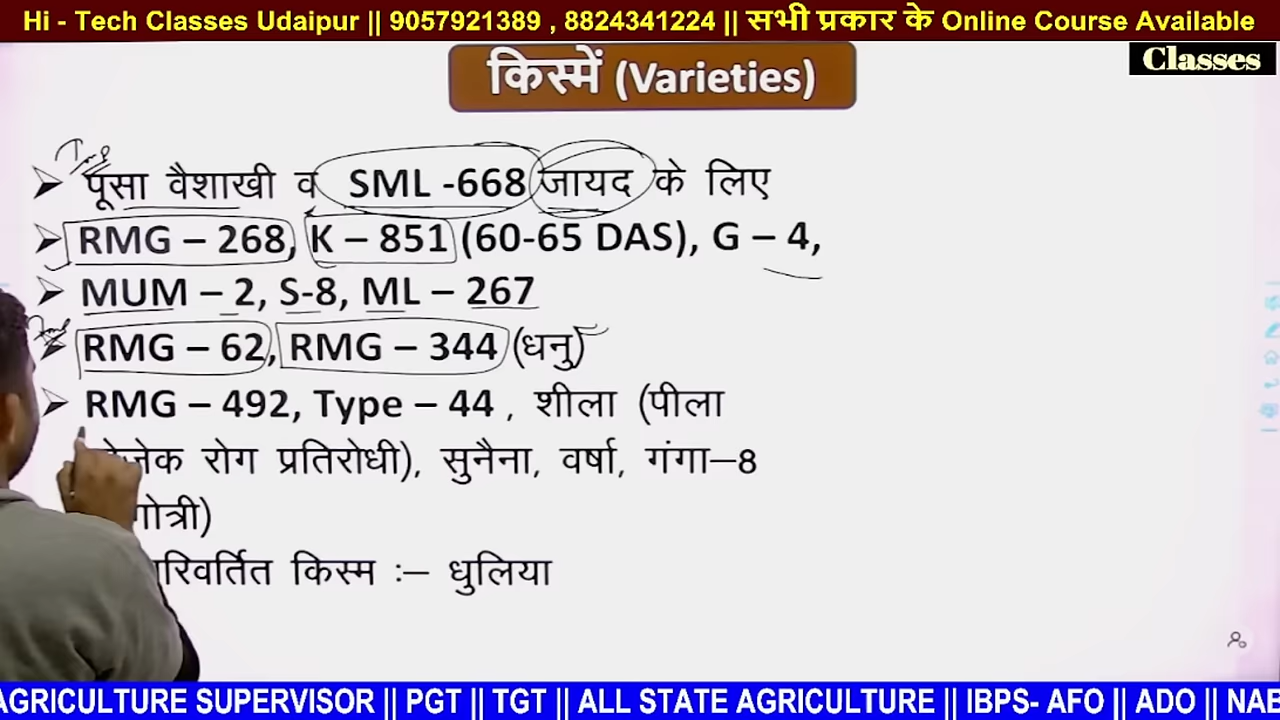 Hi - Tech Classes Udaipur || 9057921389 , 8824341224 || सभी प्रकार के Online Course Available
Classes
किस्में (Varieties)
पूसा वैशाखी व SML -668 जायद के लिए
RMG – 268, K – 851 (60-65 DAS), G – 4,
MUM – 2, S-8, ML – 267
RMG – 62, RMG – 344 (धनु)
RMG – 492, Type – 44 , शीला (पीला
रोग प्रतिरोधी), सुनैना, वर्षा, गंगा–8
किस्म :– धुलिया
AGRICULTURE SUPERVISOR || PGT || TGT || ALL STATE AGRICULTURE || IBPS- AFO || ADO ||